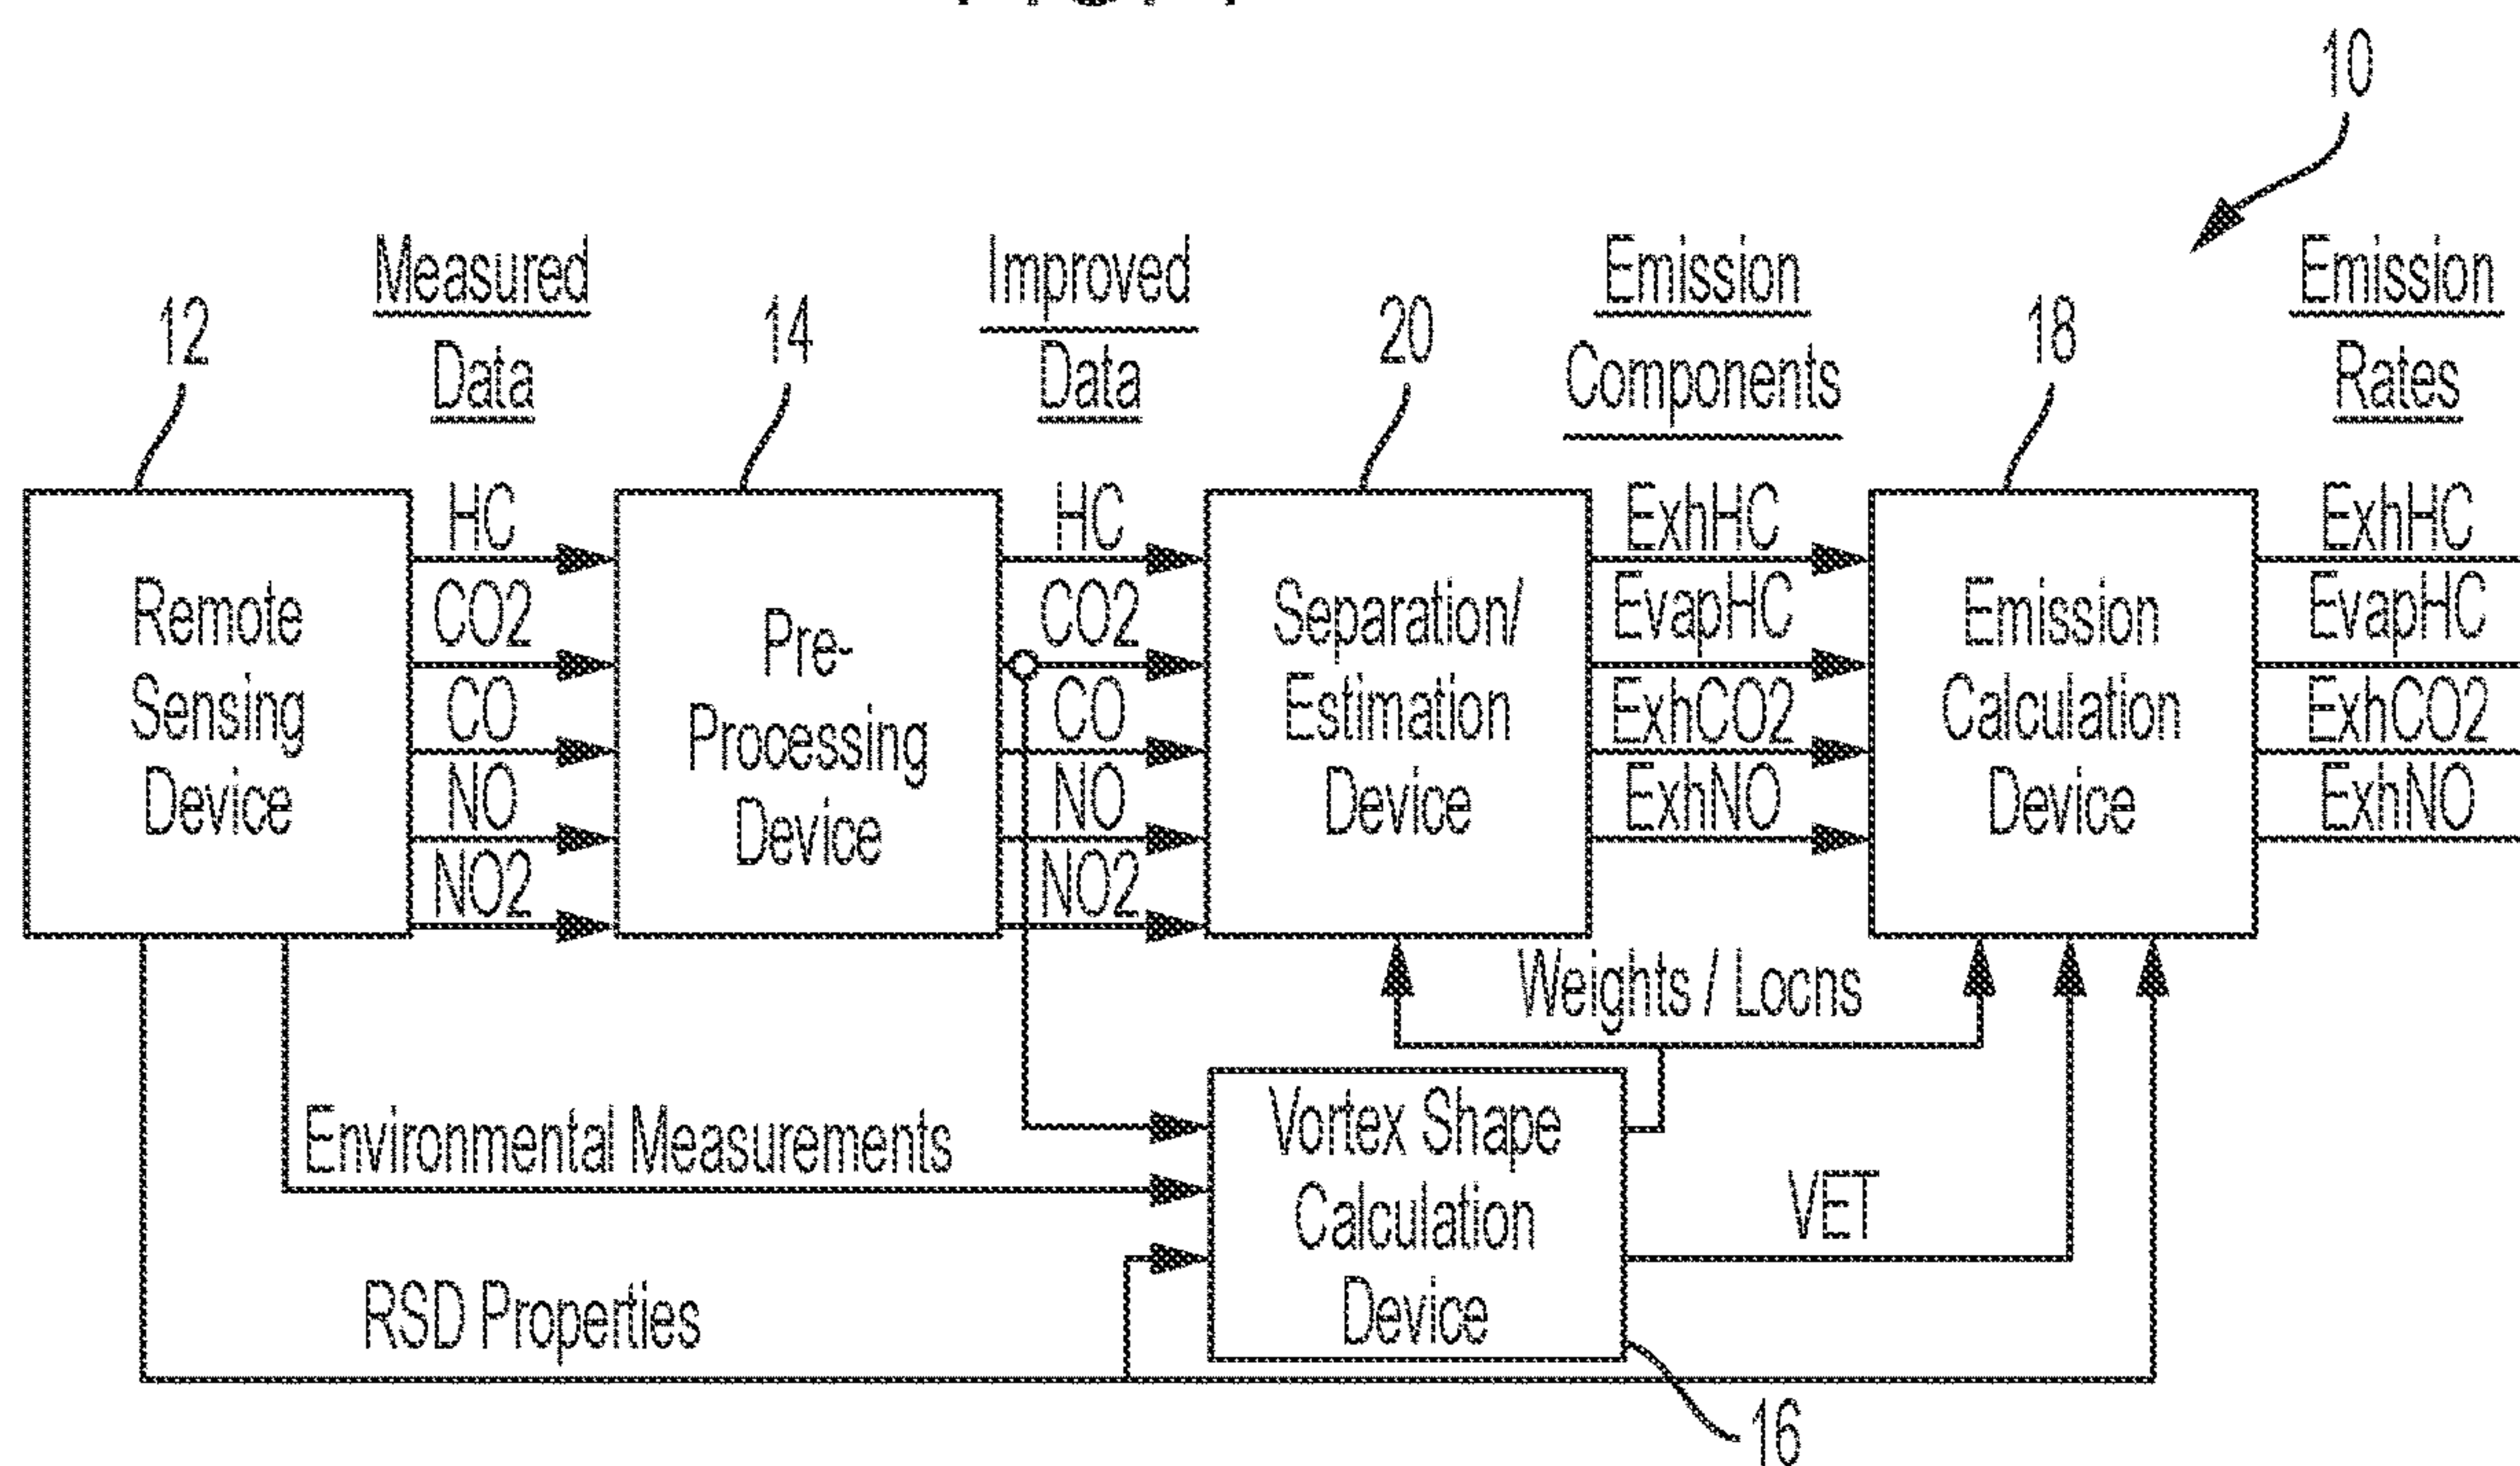 10
Measured
Data
Improved
Data
Emission
Components
Emission
Rates
12
14
20
18
Remote
Sensing
Device
HC
CO2
CO
NO
NO2
Pre-
Processing
Device
HC
CO2
CO
NO
NO2
Separation/
Estimation
Device
ExhHC
EvapHC
ExhCO2
ExhNO
Emission
Calculation
Device
ExhHC
EvapHC
ExhCO2
ExhNO
Weights / Locns
Environmental Measurements
Vortex Shape
Calculation
Device
VET
RSD Properties
16